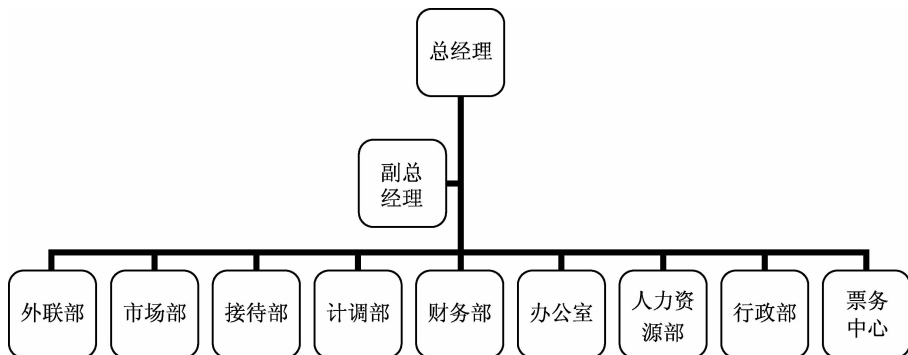 总经理
副总
经理
外联部
市场部
接待部
计调部
财务部
办公室
人力资
源部
行政部
票务
中心